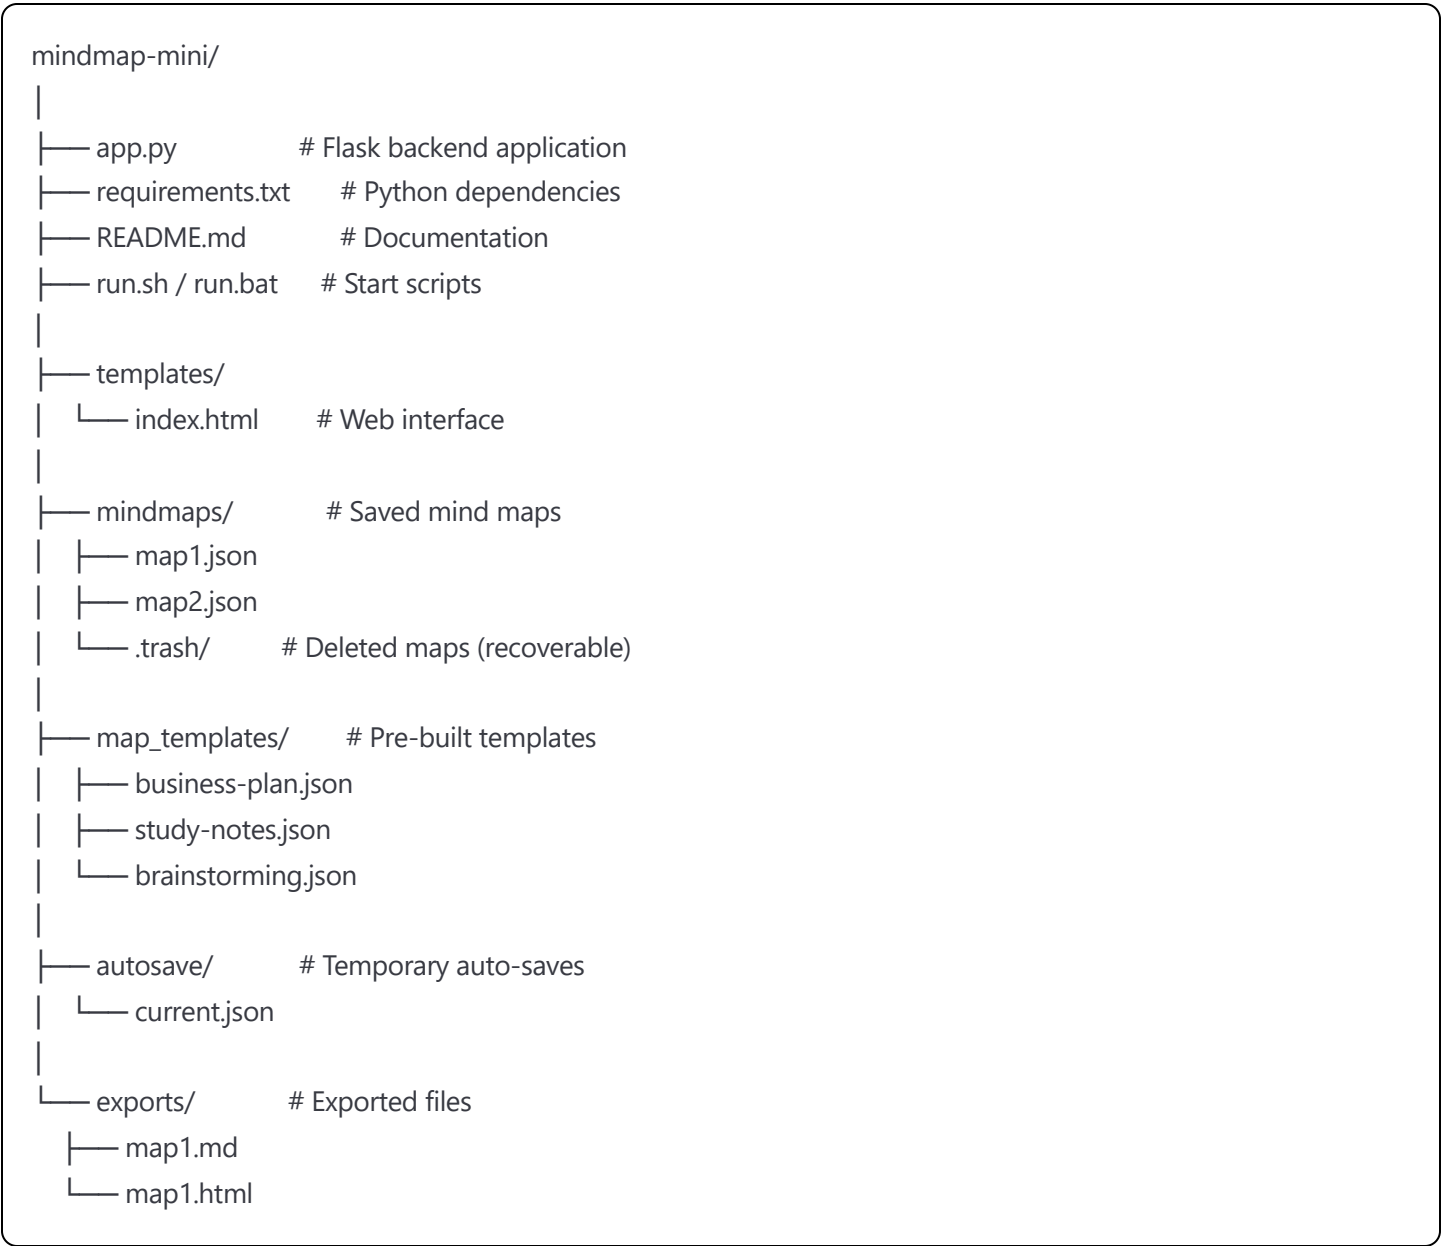 mindmap-mini/
│
├── app.py # Flask backend application
├── requirements.txt # Python dependencies
├── README.md # Documentation
├── run.sh / run.bat # Start scripts
│
├── templates/
│ └── index.html # Web interface
│
├── mindmaps/ # Saved mind maps
│ ├── map1.json
│ ├── map2.json
│ └── .trash/ # Deleted maps (recoverable)
│
├── map_templates/ # Pre-built templates
│ ├── business-plan.json
│ ├── study-notes.json
│ └── brainstorming.json
│
├── autosave/ # Temporary auto-saves
│ └── current.json
│
└── exports/ # Exported files
├── map1.md
└── map1.html